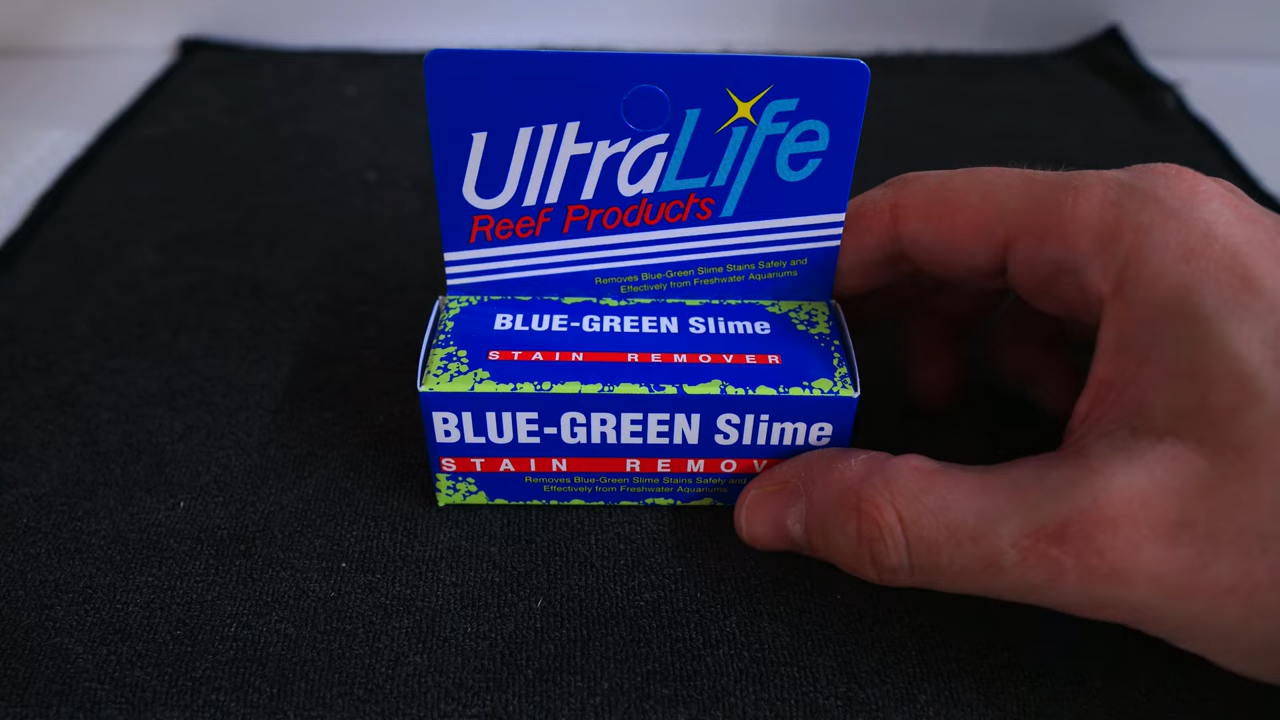 UltraLife
Reef Products
Removes Blue-Green Slime Stains Safely and
Effectively from Freshwater Aquariums
BLUE-GREEN Slime
STAIN REMOVER
BLUE-GREEN Slime
STAIN REMOV
Removes Blue-Green Slime Stains Safely and
Effectively from Freshwater Aquariums